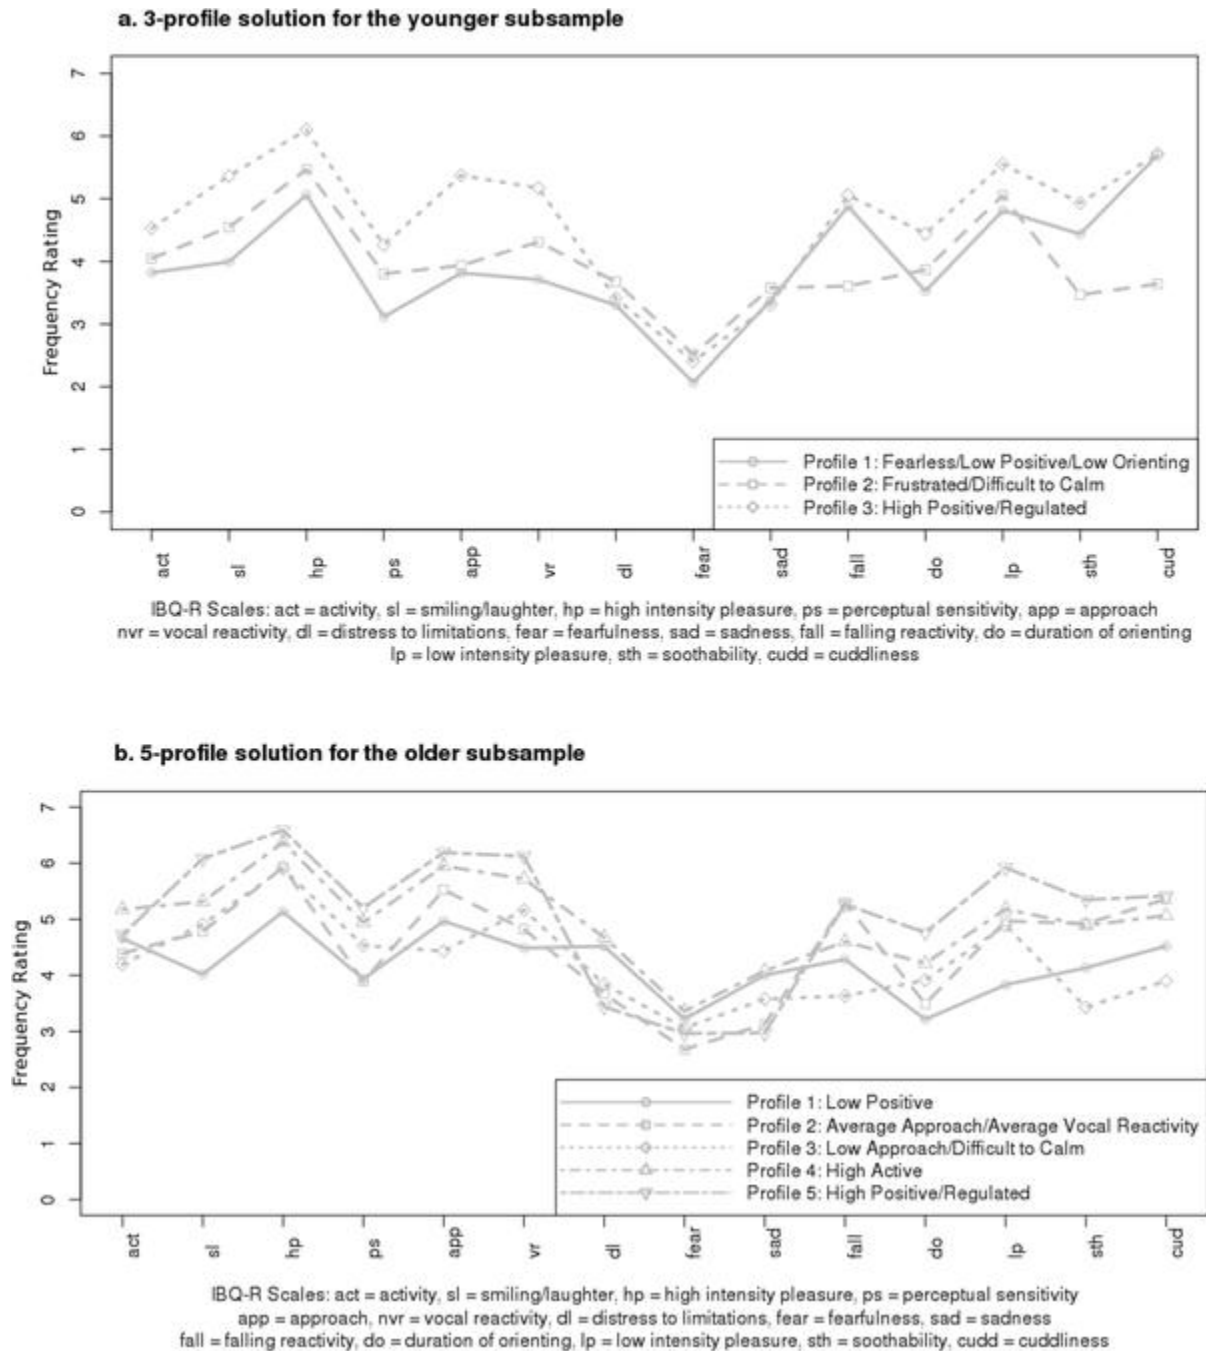 a. 3-profile solution for the younger subsample
Frequency Rating
7
6
5
4
3
2
1
0
Profile 1: Fearless/Low Positive/Low Orienting
Profile 2: Frustrated/Difficult to Calm
Profile 3: High Positive/Regulated
act
sl
hp
ps
app
vr
dl
fear
sad
fall
do
lp
sth
cud
IBQ-R Scales: act = activity, sl = smiling/laughter, hp = high intensity pleasure, ps = perceptual sensitivity, app = approach
nvr = vocal reactivity, dl = distress to limitations, fear = fearfulness, sad = sadness, fall = falling reactivity, do = duration of orienting
lp = low intensity pleasure, sth = soothability, cudd = cuddliness
b. 5-profile solution for the older subsample
Frequency Rating
7
6
5
4
3
2
1
0
Profile 1: Low Positive
Profile 2: Average Approach/Average Vocal Reactivity
Profile 3: Low Approach/Difficult to Calm
Profile 4: High Active
Profile 5: High Positive/Regulated
act
sl
hp
ps
app
vr
dl
fear
sad
fall
do
lp
sth
cud
IBQ-R Scales: act = activity, sl = smiling/laughter, hp = high intensity pleasure, ps = perceptual sensitivity
app = approach, nvr = vocal reactivity, dl = distress to limitations, fear = fearfulness, sad = sadness
fall = falling reactivity, do = duration of orienting, lp = low intensity pleasure, sth = soothability, cudd = cuddliness